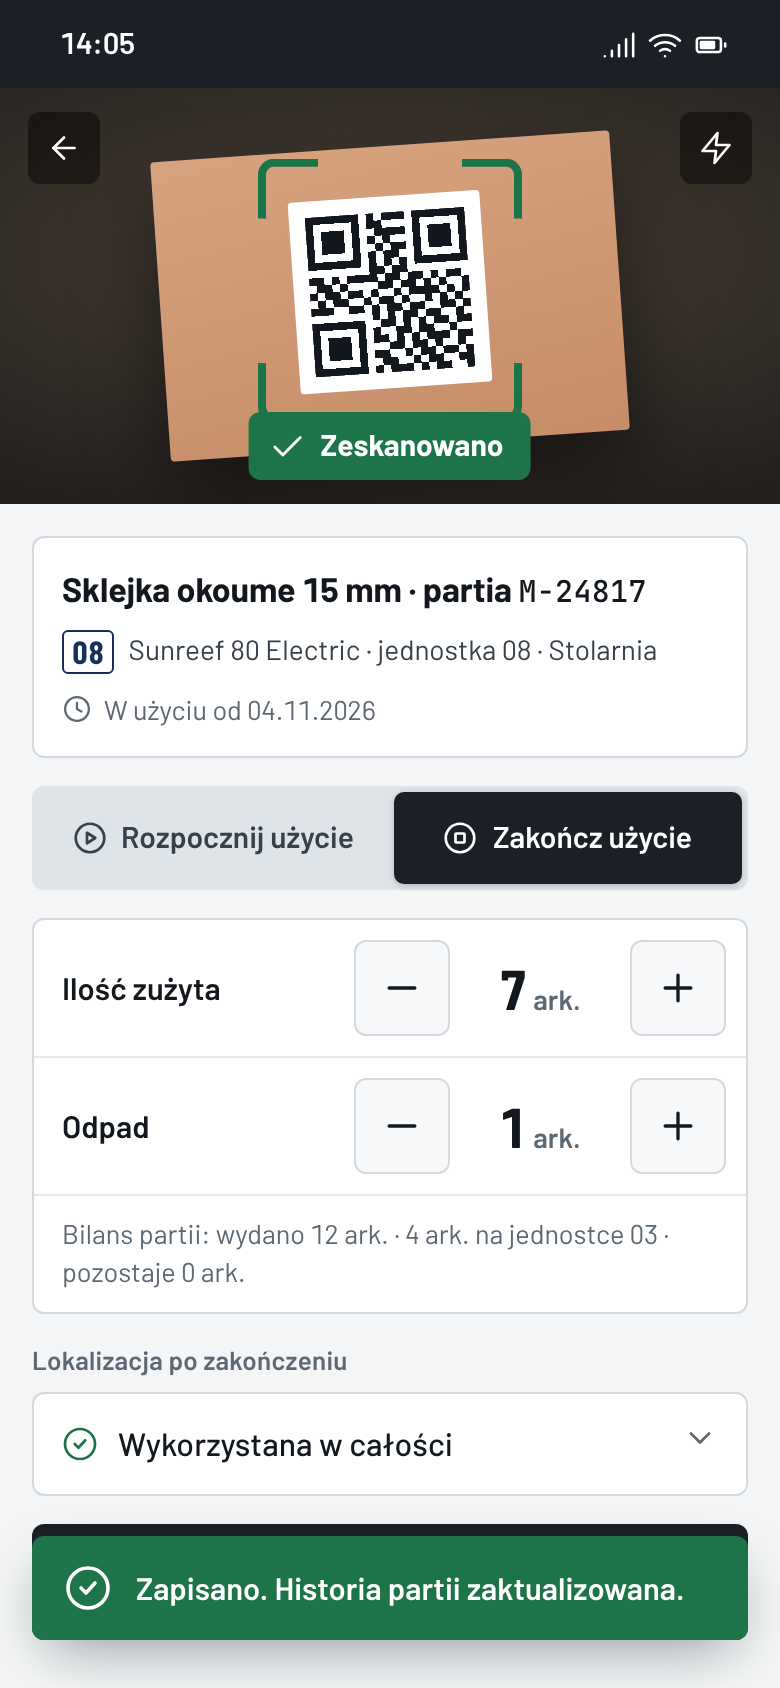 14:05
Zeskanowano
Sklejka okoume 15 mm · partia M-24817
08 Sunreef 80 Electric · jednostka 08 · Stolarnia
W użyciu od 04.11.2026
Rozpocznij użycie
Zakończ użycie
Ilość zużyta
7 ark.
Odpad
1 ark.
Bilans partii: wydano 12 ark. · 4 ark. na jednostce 03 ·
pozostaje 0 ark.
Lokalizacja po zakończeniu
Wykorzystana w całości
Zapisano. Historia partii zaktualizowana.